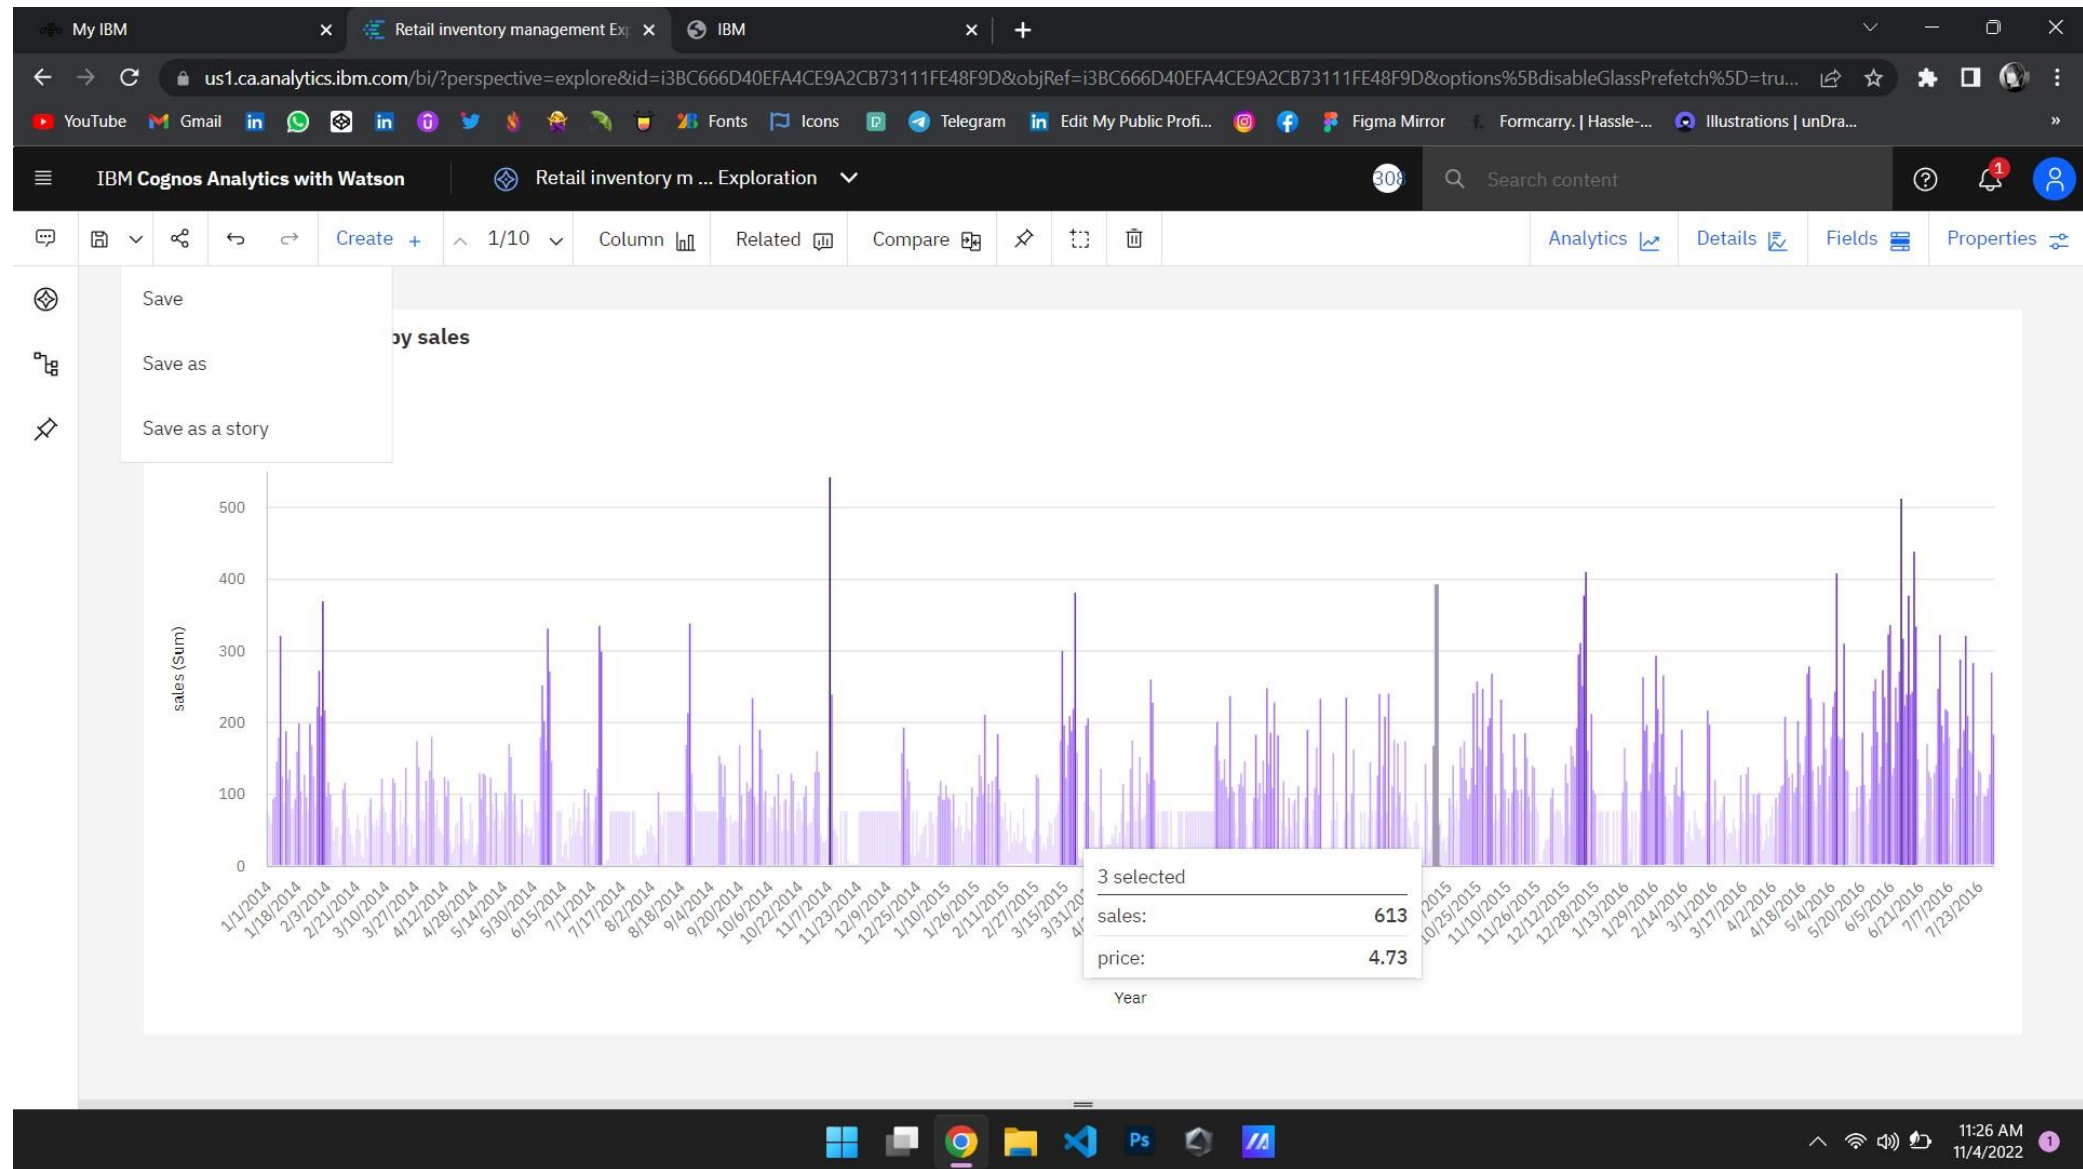 My IBM
Retail inventory management Exp
IBM
us1.ca.analytics.ibm.com/bi/?perspective=explore&id=i3BC666D40EFA4CE9A2CB73111FE48F9D&objRef=i3BC666D40EFA4CE9A2CB73111FE48F9D&options%5BdisableGlassPrefetch%5D=tru...
YouTube Gmail Fonts Icons Telegram Edit My Public Profi... Figma Mirror Formcarry. | Hassle-... Illustrations | unDra... »
IBM Cognos Analytics with Watson
Retail inventory m ... Exploration
308
Search content
1
Create +
1/10
Column
Related
Compare
Analytics
Details
Fields
Properties
Save
Save as
Save as a story
by sales
sales (Sum)
500
400
300
200
100
0
1/1/2014 1/18/2014 2/3/2014 2/21/2014 3/10/2014 3/27/2014 4/12/2014 4/28/2014 5/14/2014 5/30/2014 6/15/2014 7/1/2014 7/17/2014 8/2/2014 8/18/2014 9/4/2014 9/20/2014 10/6/2014 10/22/2014 11/7/2014 11/23/2014 12/9/2014 12/25/2014 1/10/2015 1/26/2015 2/11/2015 2/27/2015 3/15/2015 10/25/2015 11/10/2015 11/26/2015 12/12/2015 12/28/2015 1/13/2016 1/29/2016 2/14/2016 3/1/2016 3/17/2016 4/2/2016 4/18/2016 5/4/2016 5/20/2016 6/5/2016 6/21/2016 7/7/2016 7/23/2016
3 selected
sales: 613
price: 4.73
Year
Ps
11:26 AM
11/4/2022
1